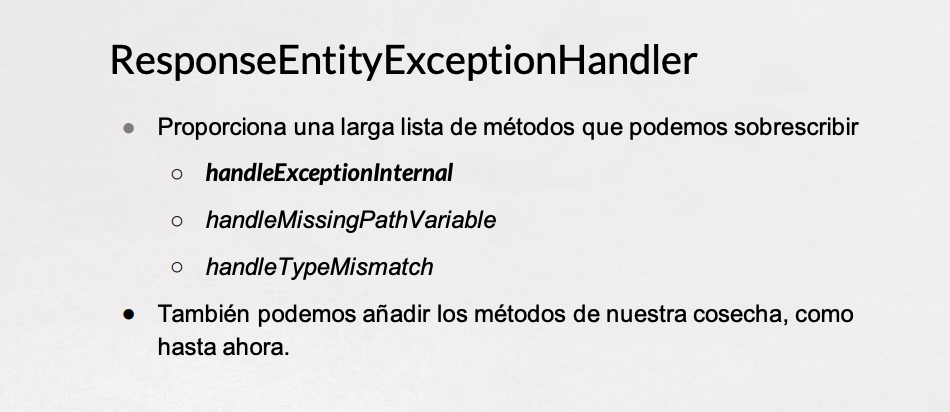 ResponseEntityExceptionHandler
● Proporciona una larga lista de métodos que podemos sobrescribir
○ handleExceptionInternal
○ handleMissingPathVariable
○ handleTypeMismatch
● También podemos añadir los métodos de nuestra cosecha, como
hasta ahora.